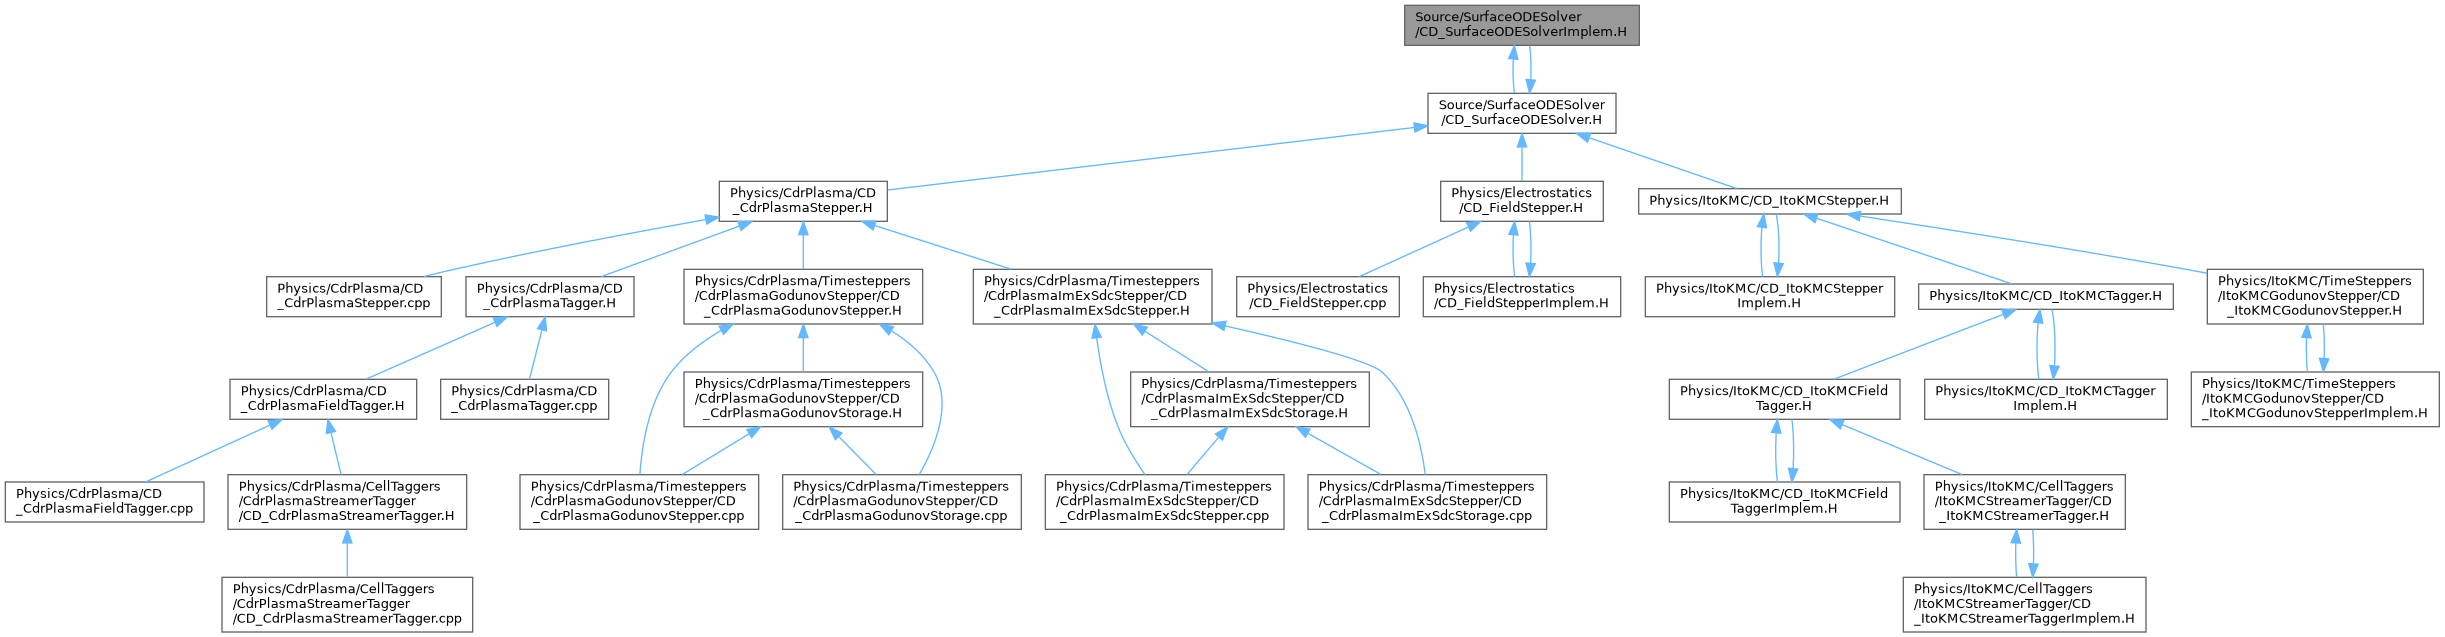 Source/SurfaceODESolver
/CD_SurfaceODESolverImplem.H
Source/SurfaceODESolver
/CD_SurfaceODESolver.H
Physics/CdrPlasma/CD
_CdrPlasmaStepper.H
Physics/Electrostatics
/CD_FieldStepper.H
Physics/ItoKMC/CD_ItoKMCStepper.H
Physics/CdrPlasma/CD
_CdrPlasmaStepper.cpp
Physics/CdrPlasma/CD
_CdrPlasmaTagger.H
Physics/CdrPlasma/Timesteppers
/CdrPlasmaGodunovStepper/CD
_CdrPlasmaGodunovStepper.H
Physics/CdrPlasma/Timesteppers
/CdrPlasmaImExSdcStepper/CD
_CdrPlasmaImExSdcStepper.H
Physics/Electrostatics
/CD_FieldStepper.cpp
Physics/Electrostatics
/CD_FieldStepperImplem.H
Physics/ItoKMC/CD_ItoKMCStepper
Implem.H
Physics/ItoKMC/CD_ItoKMCTagger.H
Physics/ItoKMC/TimeSteppers
/ItoKMCGodunovStepper/CD
_ItoKMCGodunovStepper.H
Physics/CdrPlasma/CD
_CdrPlasmaFieldTagger.H
Physics/CdrPlasma/CD
_CdrPlasmaTagger.cpp
Physics/CdrPlasma/Timesteppers
/CdrPlasmaGodunovStepper/CD
_CdrPlasmaGodunovStorage.H
Physics/CdrPlasma/Timesteppers
/CdrPlasmaImExSdcStepper/CD
_CdrPlasmaImExSdcStorage.H
Physics/ItoKMC/CD_ItoKMCField
Tagger.H
Physics/ItoKMC/CD_ItoKMCTagger
Implem.H
Physics/ItoKMC/TimeSteppers
/ItoKMCGodunovStepper/CD
_ItoKMCGodunovStepperImplem.H
Physics/CdrPlasma/CD
_CdrPlasmaFieldTagger.cpp
Physics/CdrPlasma/CellTaggers
/CdrPlasmaStreamerTagger
/CD_CdrPlasmaStreamerTagger.H
Physics/CdrPlasma/Timesteppers
/CdrPlasmaGodunovStepper/CD
_CdrPlasmaGodunovStepper.cpp
Physics/CdrPlasma/Timesteppers
/CdrPlasmaGodunovStepper/CD
_CdrPlasmaGodunovStorage.cpp
Physics/CdrPlasma/Timesteppers
/CdrPlasmaImExSdcStepper/CD
_CdrPlasmaImExSdcStepper.cpp
Physics/CdrPlasma/Timesteppers
/CdrPlasmaImExSdcStepper/CD
_CdrPlasmaImExSdcStorage.cpp
Physics/ItoKMC/CD_ItoKMCField
TaggerImplem.H
Physics/ItoKMC/CellTaggers
/ItoKMCStreamerTagger/CD
_ItoKMCStreamerTagger.H
Physics/CdrPlasma/CellTaggers
/CdrPlasmaStreamerTagger
/CD_CdrPlasmaStreamerTagger.cpp
Physics/ItoKMC/CellTaggers
/ItoKMCStreamerTagger/CD
_ItoKMCStreamerTaggerImplem.H